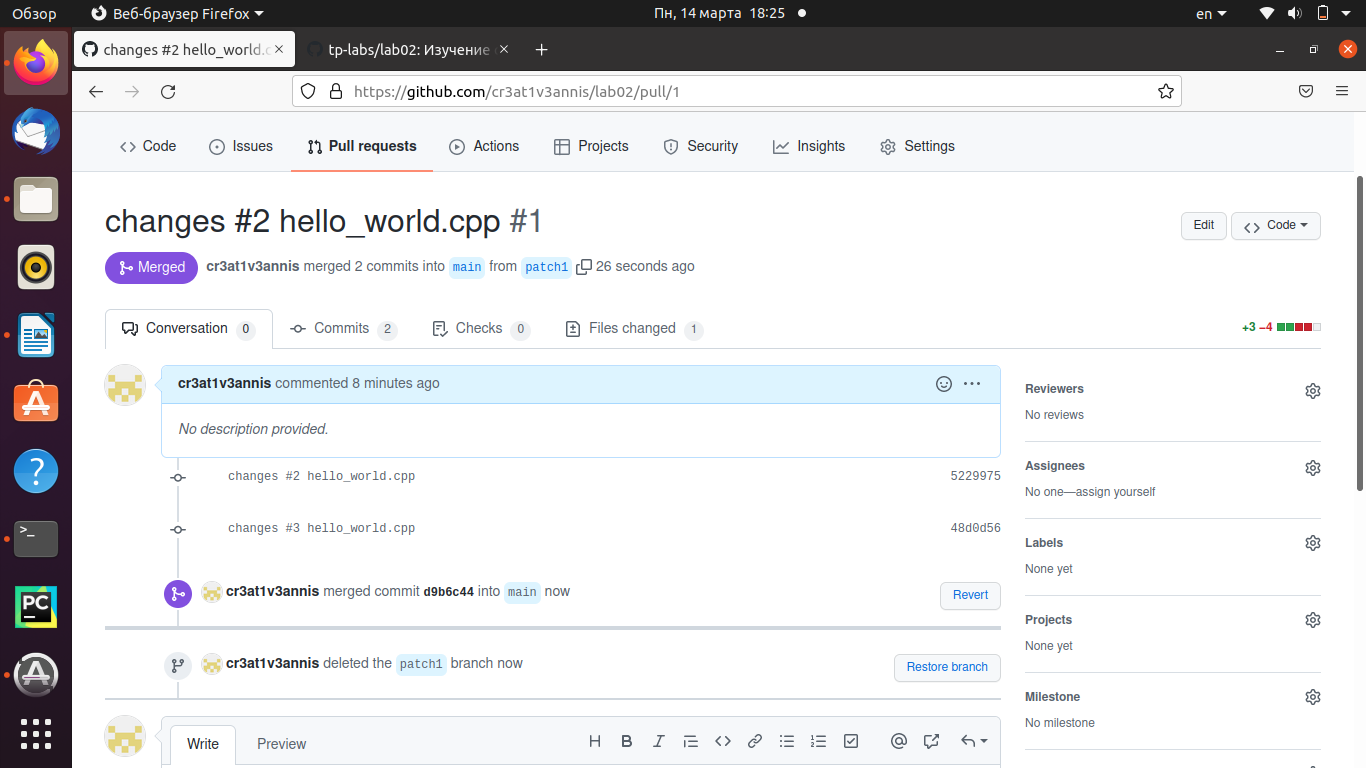 Обзор Веб-браузер Firefox Пн, 14 марта 18:25 en
changes #2 hello_world.c tp-labs/lab02: Изучение
https://github.com/cr3at1v3annis/lab02/pull/1
Code Issues Pull requests Actions Projects Security Insights Settings
changes #2 hello_world.cpp #1
Edit Code
Merged cr3at1v3annis merged 2 commits into main from patch1 26 seconds ago
Conversation 0 Commits 2 Checks 0 Files changed 1 +3 −4
cr3at1v3annis commented 8 minutes ago
No description provided.
changes #2 hello_world.cpp 5229975
changes #3 hello_world.cpp 48d0d56
cr3at1v3annis merged commit d9b6c44 into main now Revert
cr3at1v3annis deleted the patch1 branch now Restore branch
Write Preview
Reviewers
No reviews
Assignees
No one—assign yourself
Labels
None yet
Projects
None yet
Milestone
No milestone
PC